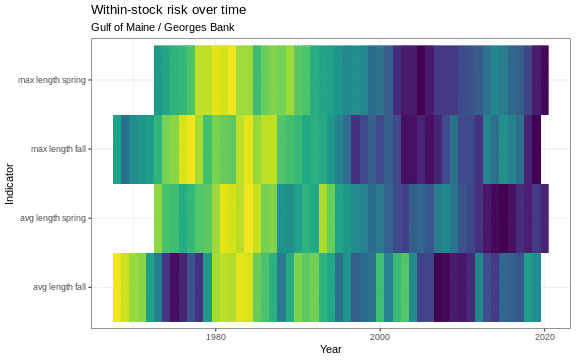 Within-stock risk over time
Gulf of Maine / Georges Bank
max length spring
max length fall
avg length spring
avg length fall
Indicator
1980
2000
2020
Year